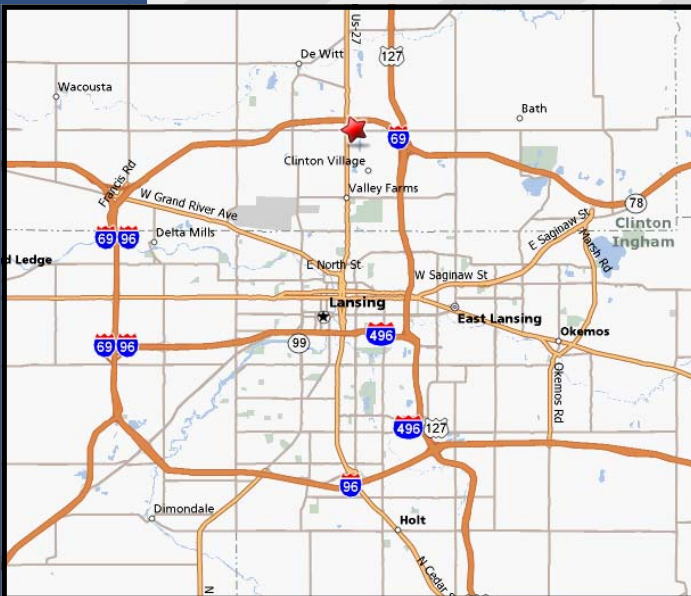 Us-27
De Witt
127
Wacousta
Bath
69
Clinton Village
Francis Rd
Valley Farms
W Grand River Ave
78
Clinton
Ingham
E Saginaw St
Marsh Rd
69 96
Delta Mills
d Ledge
E North St
W Saginaw St
Lansing
East Lansing
496
Okemos
99
69 96
Okemos Rd
496 127
96
Dimondale
Holt
N Cedar S
N